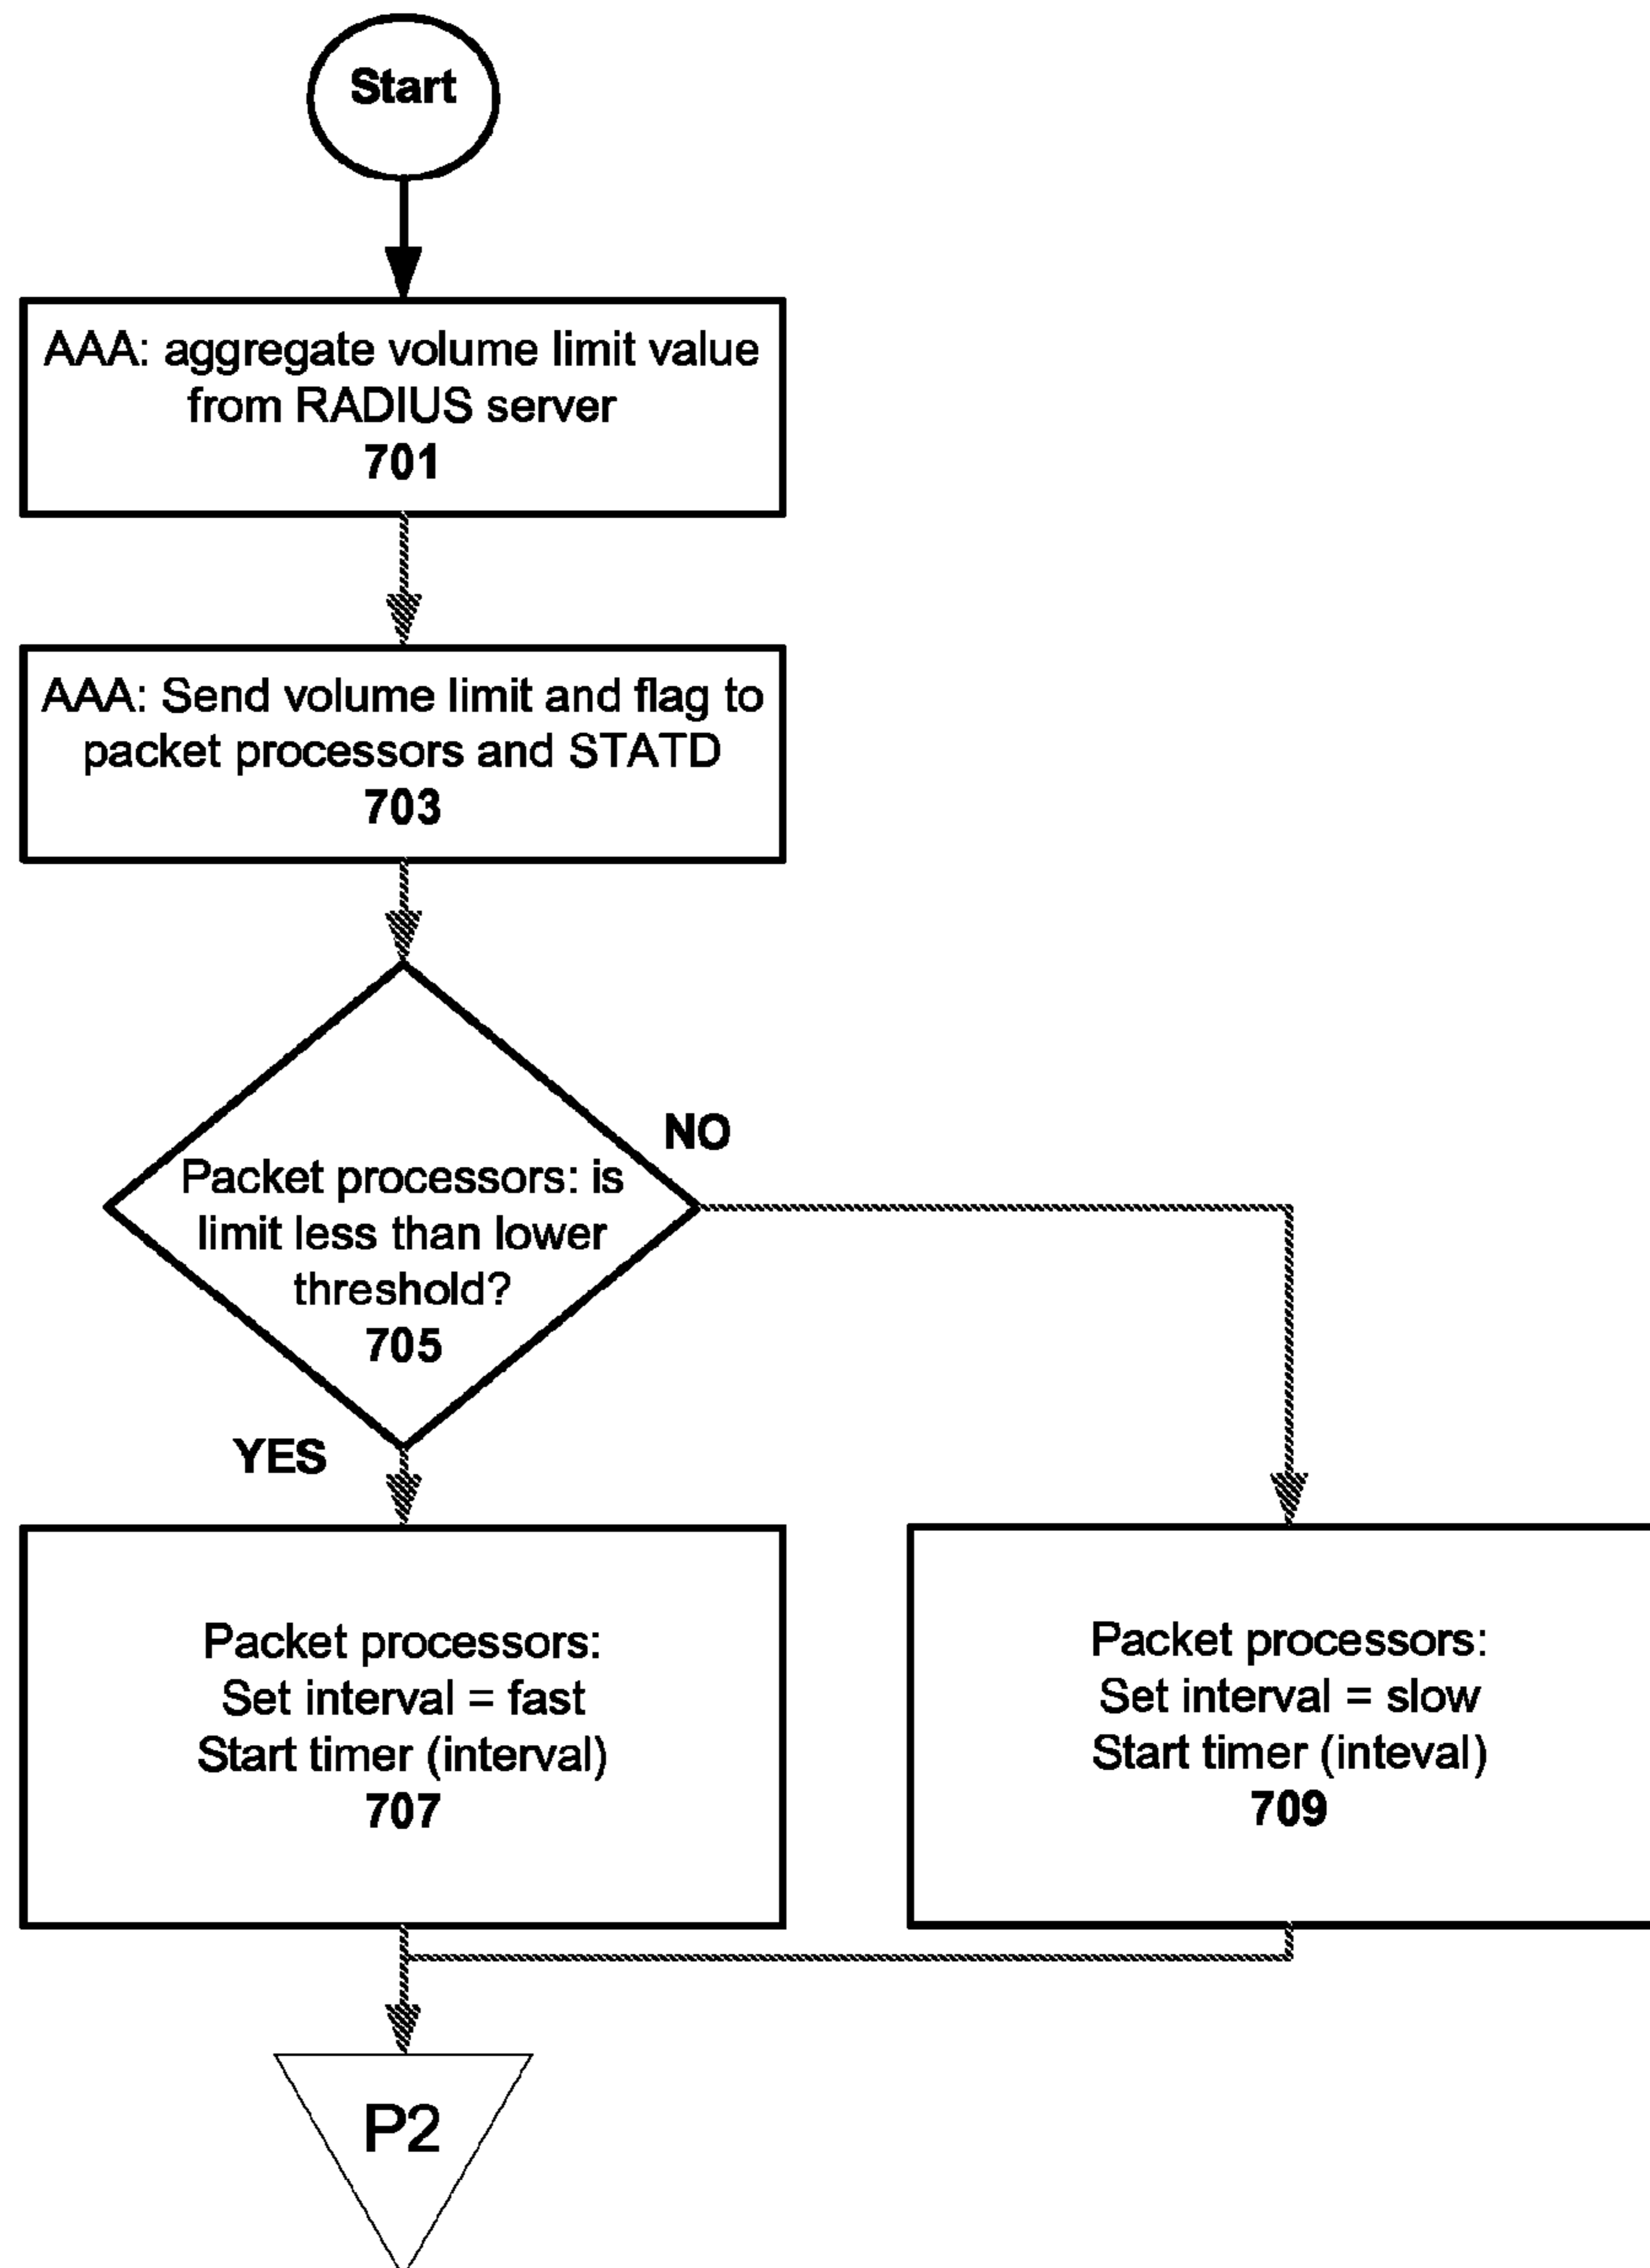 Start
AAA: aggregate volume limit value
from RADIUS server
701
AAA: Send volume limit and flag to
packet processors and STATD
703
NO
Packet processors: is
limit less than lower
threshold?
705
YES
Packet processors:
Set interval = fast
Start timer (interval)
707
Packet processors:
Set interval = slow
Start timer (inteval)
709
P2